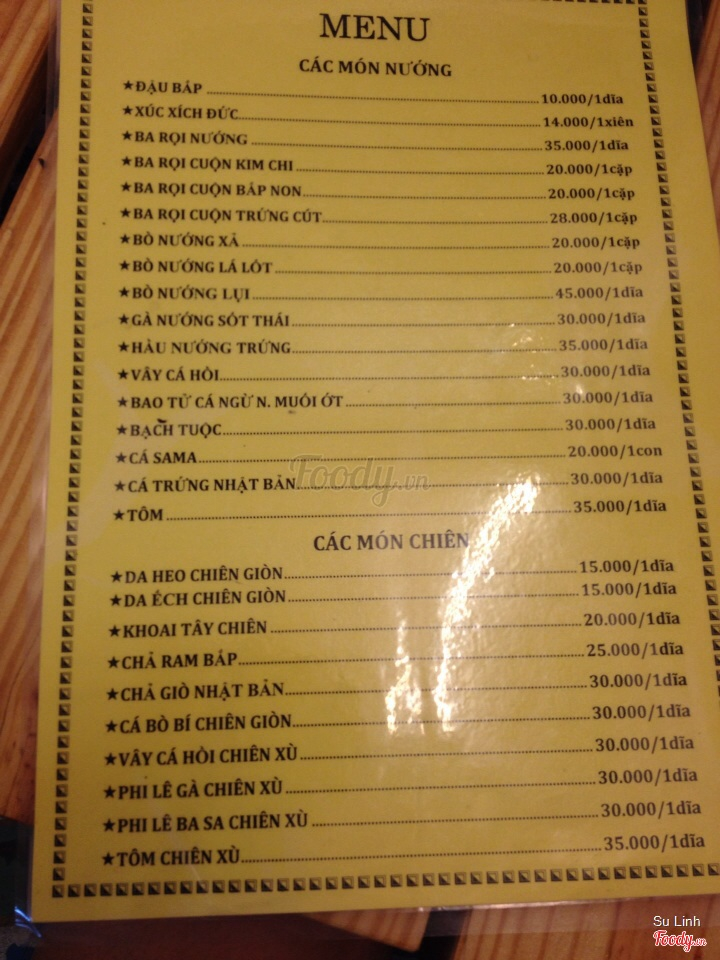 MENU
CÁC MÓN NƯỚNG
★ĐẬU BẮP 10.000/1dĩa
★XÚC XÍCH ĐỨC 14.000/1xiên
★BA RỌI NƯỚNG 35.000/1dĩa
★BA RỌI CUỘN KIM CHI 20.000/1cặp
★BA RỌI CUỘN BẮP NON 20.000/1cặp
★BA RỌI CUỘN TRỨNG CÚT 28.000/1cặp
★BÒ NƯỚNG XẢ 20.000/1cặp
★BÒ NƯỚNG LÁ LỐT 20.000/1cặp
★BÒ NƯỚNG LỤI 45.000/1dĩa
★GÀ NƯỚNG SỐT THÁI 30.000/1dĩa
★HÀU NƯỚNG TRỨNG 35.000/1dĩa
★VÂY CÁ HỒI 30.000/1dĩa
★BAO TỬ CÁ NGỪ N. MUỐI ỚT 30.000/1dĩa
★BẠCH TUỘC 30.000/1dĩa
★CÁ SAMA 20.000/1con
★CÁ TRỨNG NHẬT BẢN 30.000/1dĩa
★TÔM 35.000/1dĩa
CÁC MÓN CHIÊN
★DA HEO CHIÊN GIÒN 15.000/1dĩa
★DA ẾCH CHIÊN GIÒN 15.000/1dĩa
★KHOAI TÂY CHIÊN 20.000/1dĩa
★CHẢ RAM BẮP 25.000/1dĩa
★CHẢ GIÒ NHẬT BẢN 30.000/1dĩa
★CÁ BÒ BÍ CHIÊN GIÒN 30.000/1dĩa
★VÂY CÁ HỒI CHIÊN XÙ 30.000/1dĩa
★PHI LÊ GÀ CHIÊN XÙ 30.000/1dĩa
★PHI LÊ BA SA CHIÊN XÙ 30.000/1dĩa
★TÔM CHIÊN XÙ 35.000/1dĩa
Foody.vn
Su Linh
Foody.vn